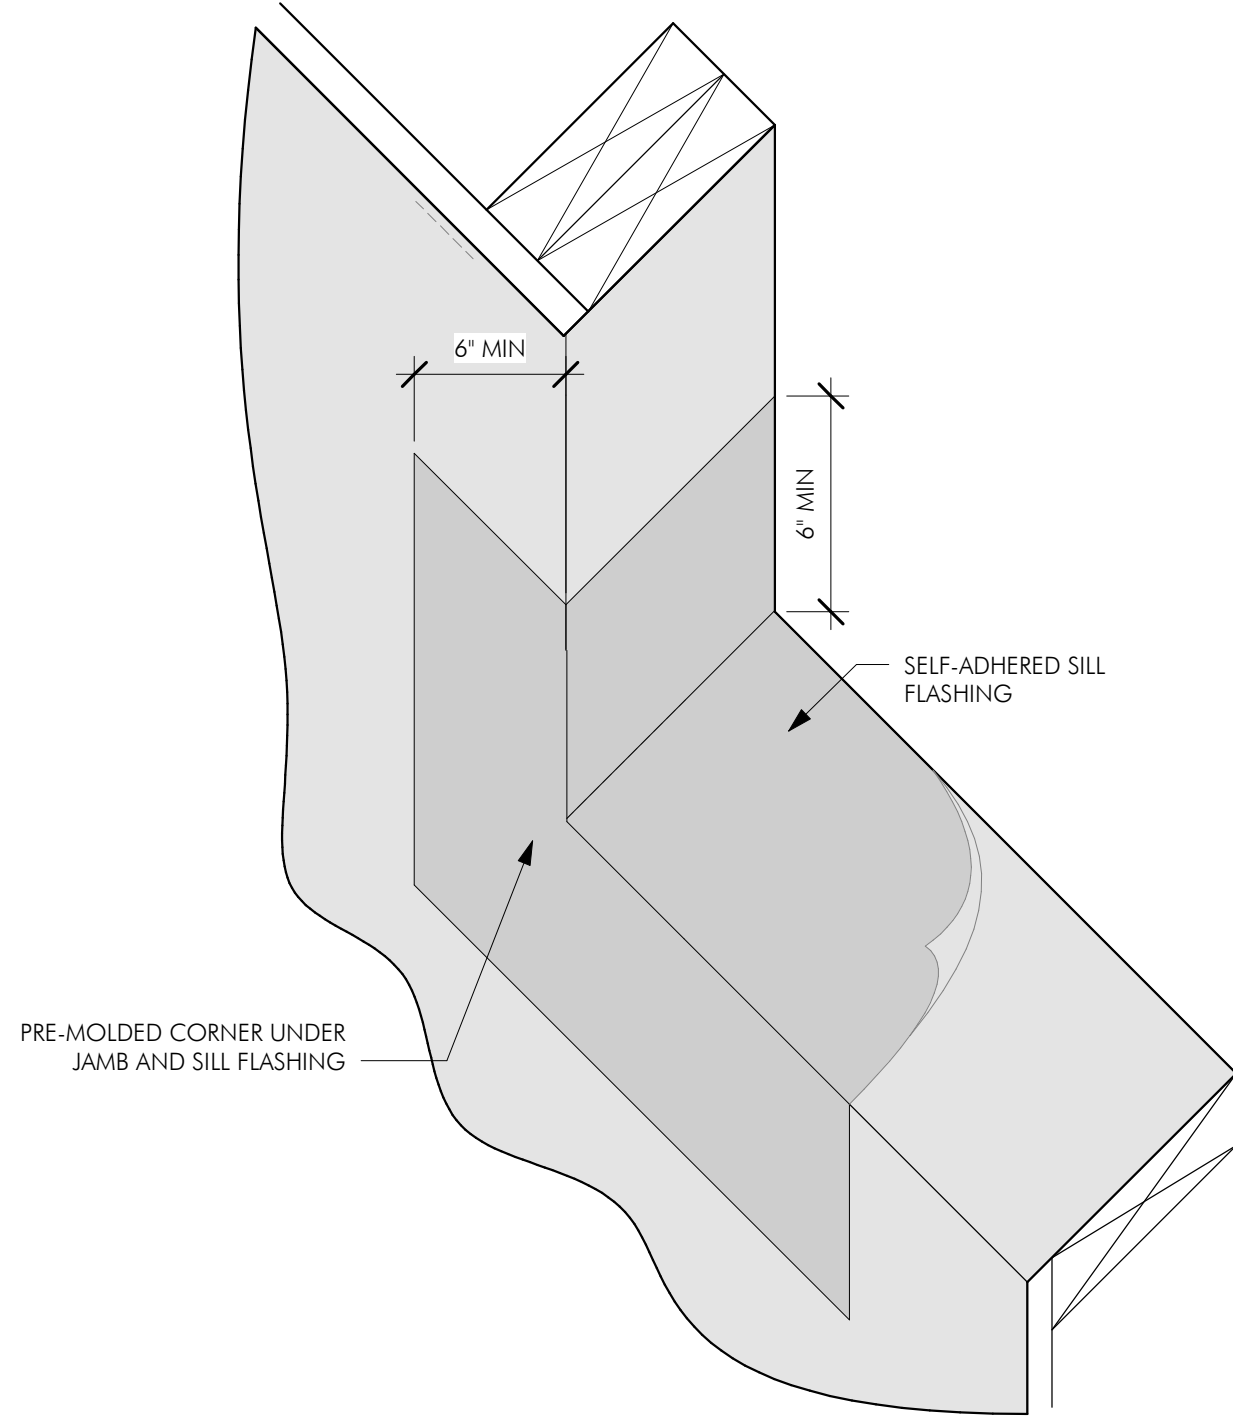 6" MIN
6" MIN
SELF-ADHERED SILL
FLASHING
PRE-MOLDED CORNER UNDER
JAMB AND SILL FLASHING